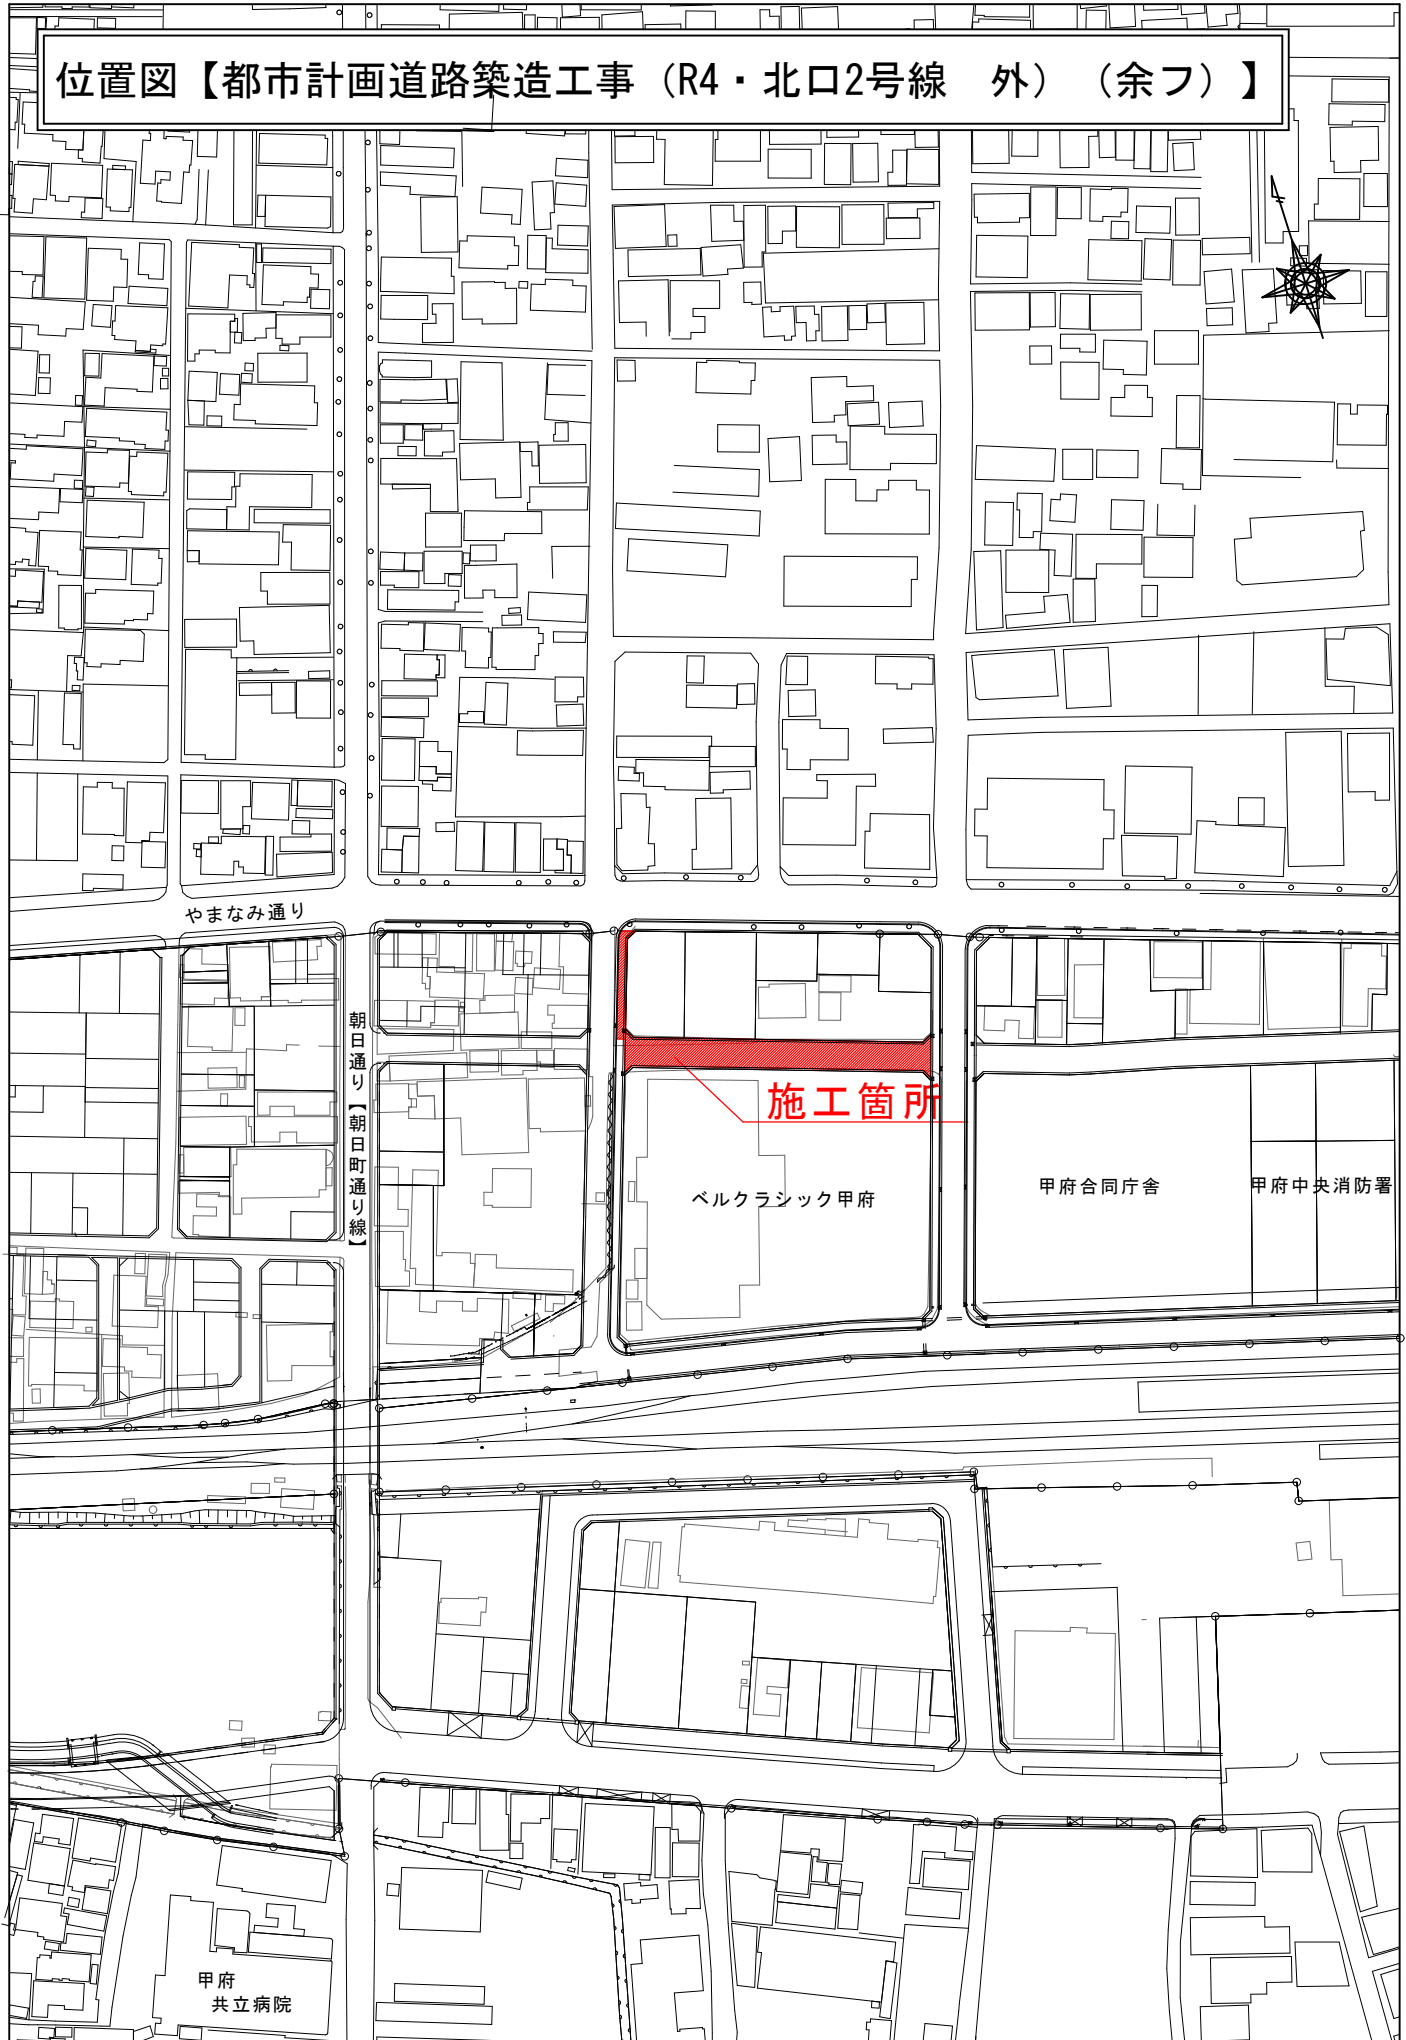 位置図【都市計画道路築造工事（R4・北口2号線　外）（余フ）】
やまなみ通り
朝日通り【朝日町通り線】
施工箇所
ベルクラシック甲府
甲府合同庁舎
甲府中央消防署
甲府
共立病院